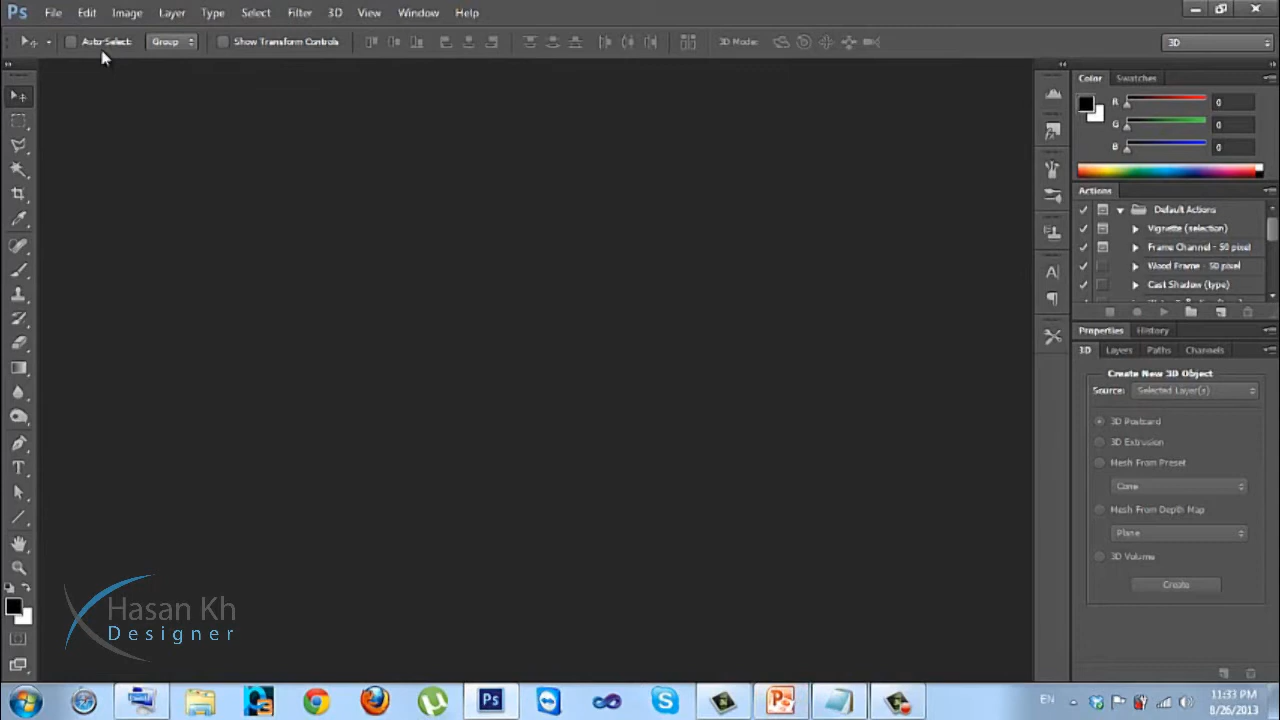 Ps File Edit Image Layer Type Select Filter 3D View Window Help
Auto-Select: Group Show Transform Controls 3D Mode: 3D
Color Swatches
R 0
G 0
B 0
Actions
Default Actions
Vignette (selection)
Frame Channel - 50 pixel
Wood Frame - 50 pixel
Cast Shadow (type)
Properties History
3D Layers Paths Channels
Create New 3D Object
Source: Selected Layer(s)
3D Postcard
3D Extrusion
Mesh From Preset
Cone
Mesh From Depth Map
Plane
3D Volume
Create
Hasan Kh
Designer
EN 11:33 PM
8/26/2013